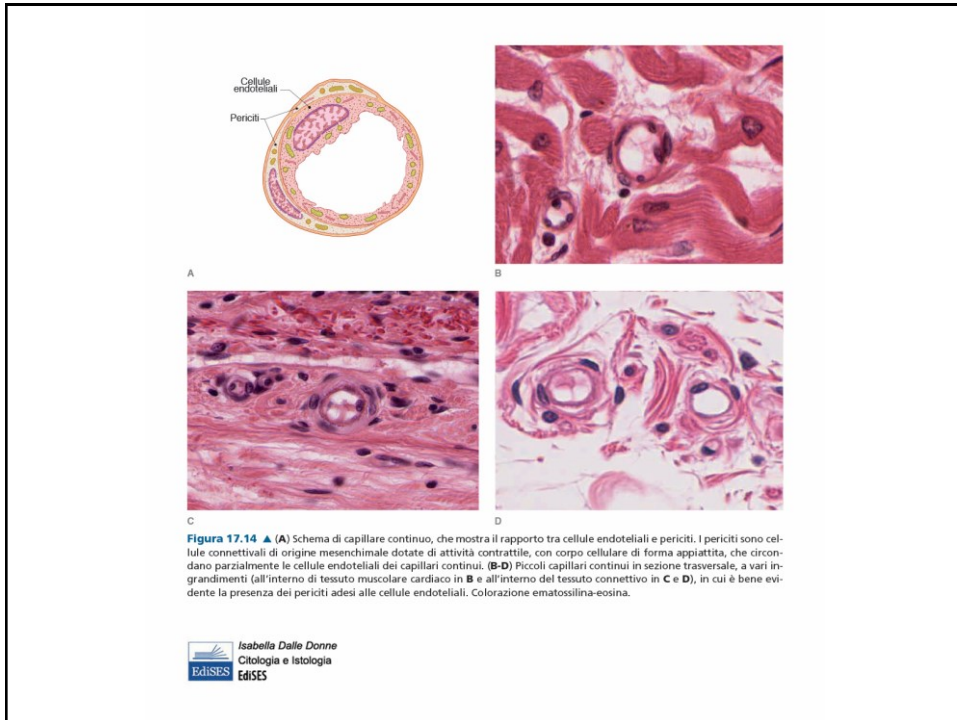 Cellule
endoteliali
Periciti
A
B
C
D
Figura 17.14 ▲ (A) Schema di capillare continuo, che mostra il rapporto tra cellule endoteliali e periciti. I periciti sono cel-
lule connettivali di origine mesenchimale dotate di attività contrattile, con corpo cellulare di forma appiattita, che circon-
dano parzialmente le cellule endoteliali dei capillari continui. (B-D) Piccoli capillari continui in sezione trasversale, a vari in-
grandimenti (all'interno di tessuto muscolare cardiaco in B e all'interno del tessuto connettivo in C e D), in cui è bene evi-
dente la presenza dei periciti adesi alle cellule endoteliali. Colorazione ematossilina-eosina.
EdiSES
Isabella Dalle Donne
Citologia e Istologia
EdiSES